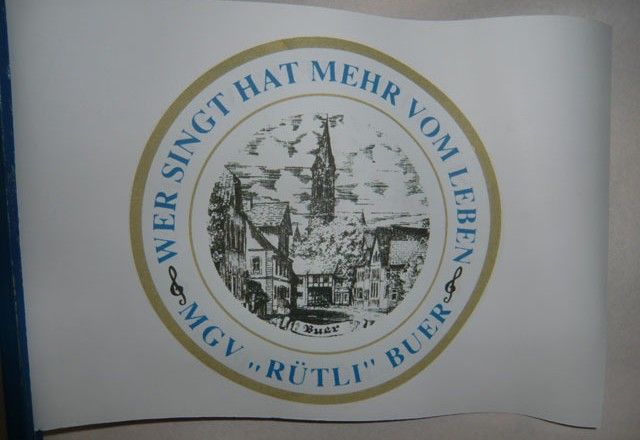 WER SINGT HAT MEHR VOM LEBEN
Buer
MGV „RÜTLI" BUER